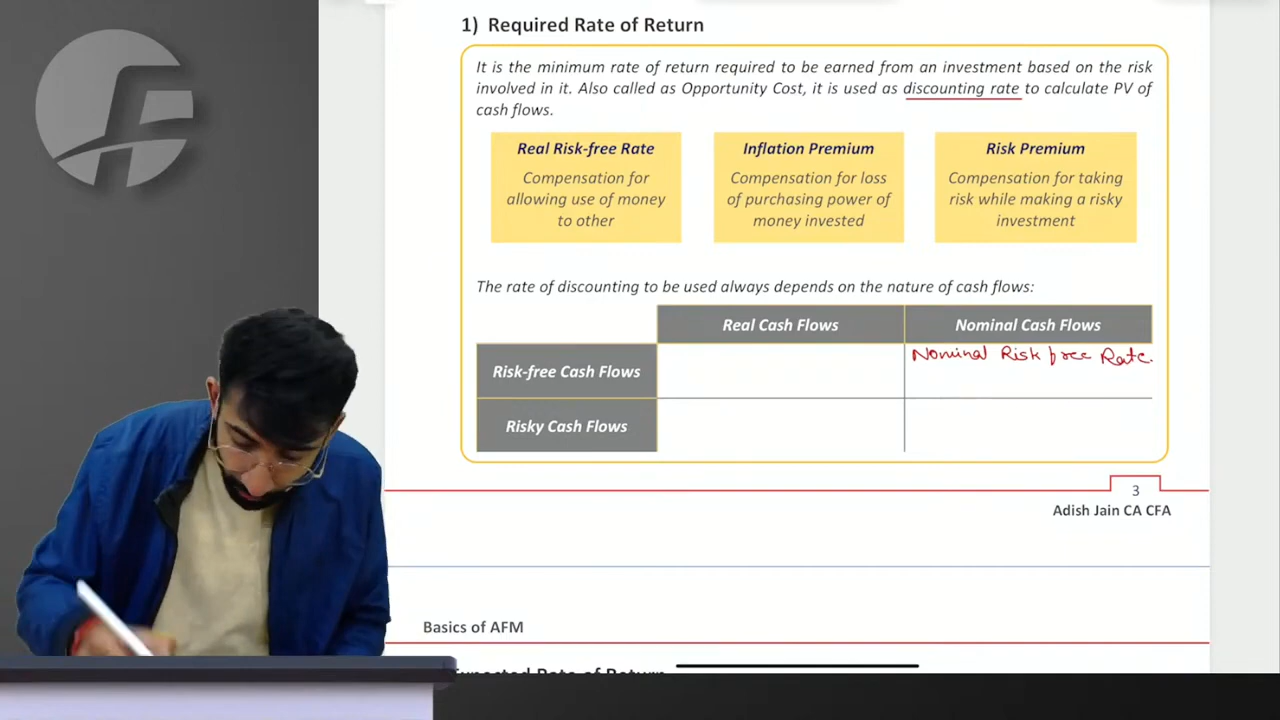 1) Required Rate of Return
It is the minimum rate of return required to be earned from an investment based on the risk
involved in it. Also called as Opportunity Cost, it is used as discounting rate to calculate PV of
cash flows.
Real Risk-free Rate
Compensation for
allowing use of money
to other
Inflation Premium
Compensation for loss
of purchasing power of
money invested
Risk Premium
Compensation for taking
risk while making a risky
investment
The rate of discounting to be used always depends on the nature of cash flows:
Real Cash Flows
Nominal Cash Flows
Risk-free Cash Flows
Nominal Risk free Rate.
Risky Cash Flows
3
Adish Jain CA CFA
Basics of AFM
Expected Rate of Return